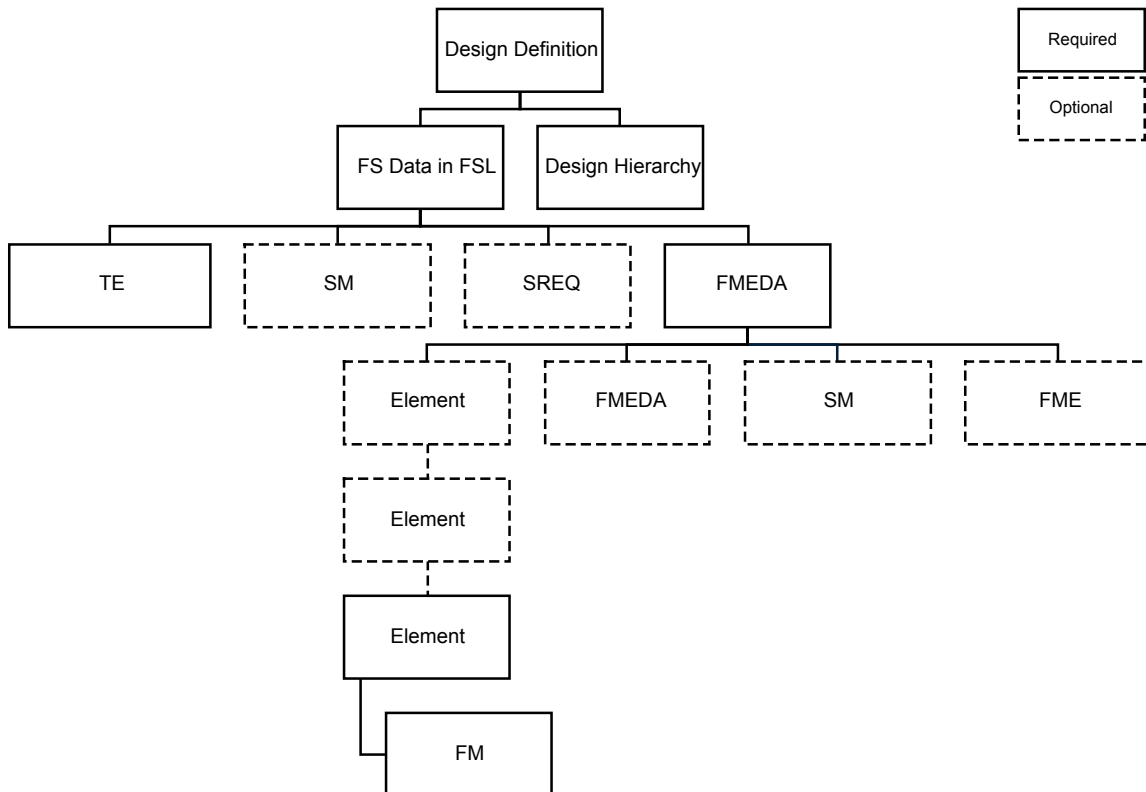 Design Definition
Required
Optional
FS Data in FSL
Design Hierarchy
TE
SM
SREQ
FMEDA
Element
FMEDA
SM
FME
Element
Element
FM